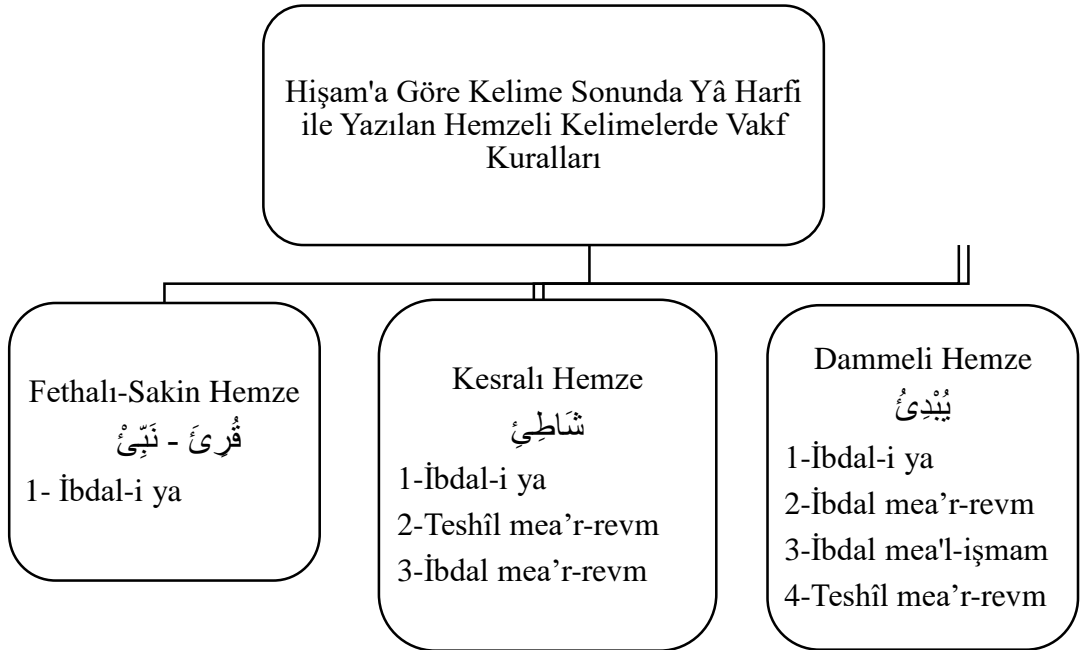 Hişam'a Göre Kelime Sonunda Yâ Harfi
ile Yazılan Hemzeli Kelimelerde Vakf
Kuralları
Fethalı-Sakin Hemze
قُرِئَ - نَبِّئْ
1- İbdal-i ya
Kesralı Hemze
شَاطِئِ
1-İbdal-i ya
2-Teshîl mea’r-revm
3-İbdal mea’r-revm
Dammeli Hemze
يُبْدِئُ
1-İbdal-i ya
2-İbdal mea’r-revm
3-İbdal mea'l-işmam
4-Teshîl mea’r-revm